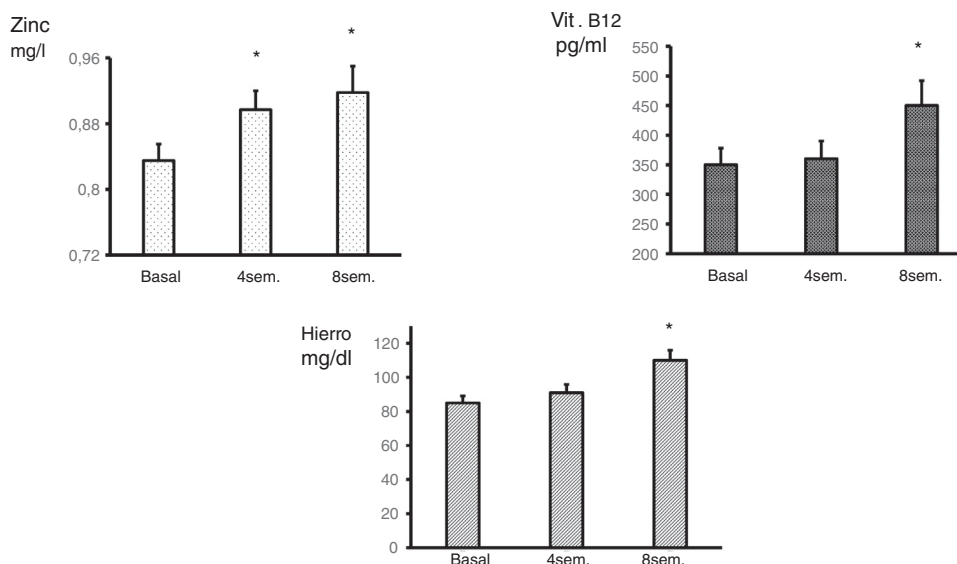 Zinc
mg/l
0,96
0,88
0,8
0,72
*
*
Basal
4sem.
8sem.
Vit . B12
pg/ml
550
500
450
400
350
300
250
200
*
Basal
4sem.
8sem.
Hierro
mg/dl
120
100
80
60
40
20
0
*
Basal
4sem.
8sem.